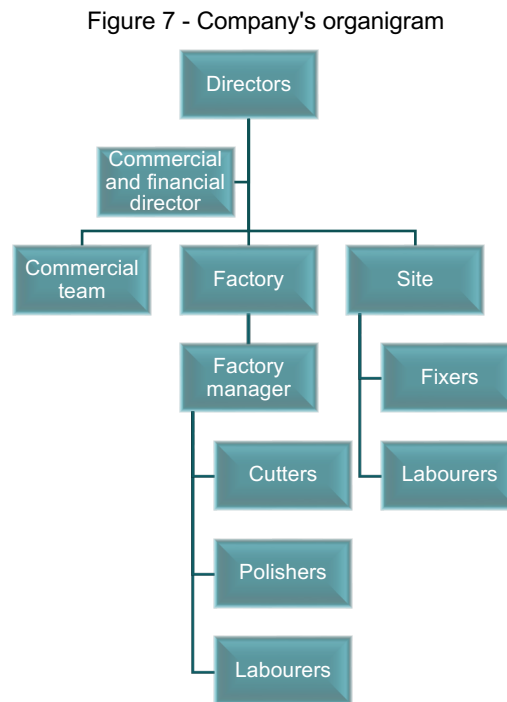 Figure 7 - Company's organigram
Directors
Commercial
and financial
director
Commercial
team
Factory
Site
Factory
manager
Fixers
Cutters
Labourers
Polishers
Labourers